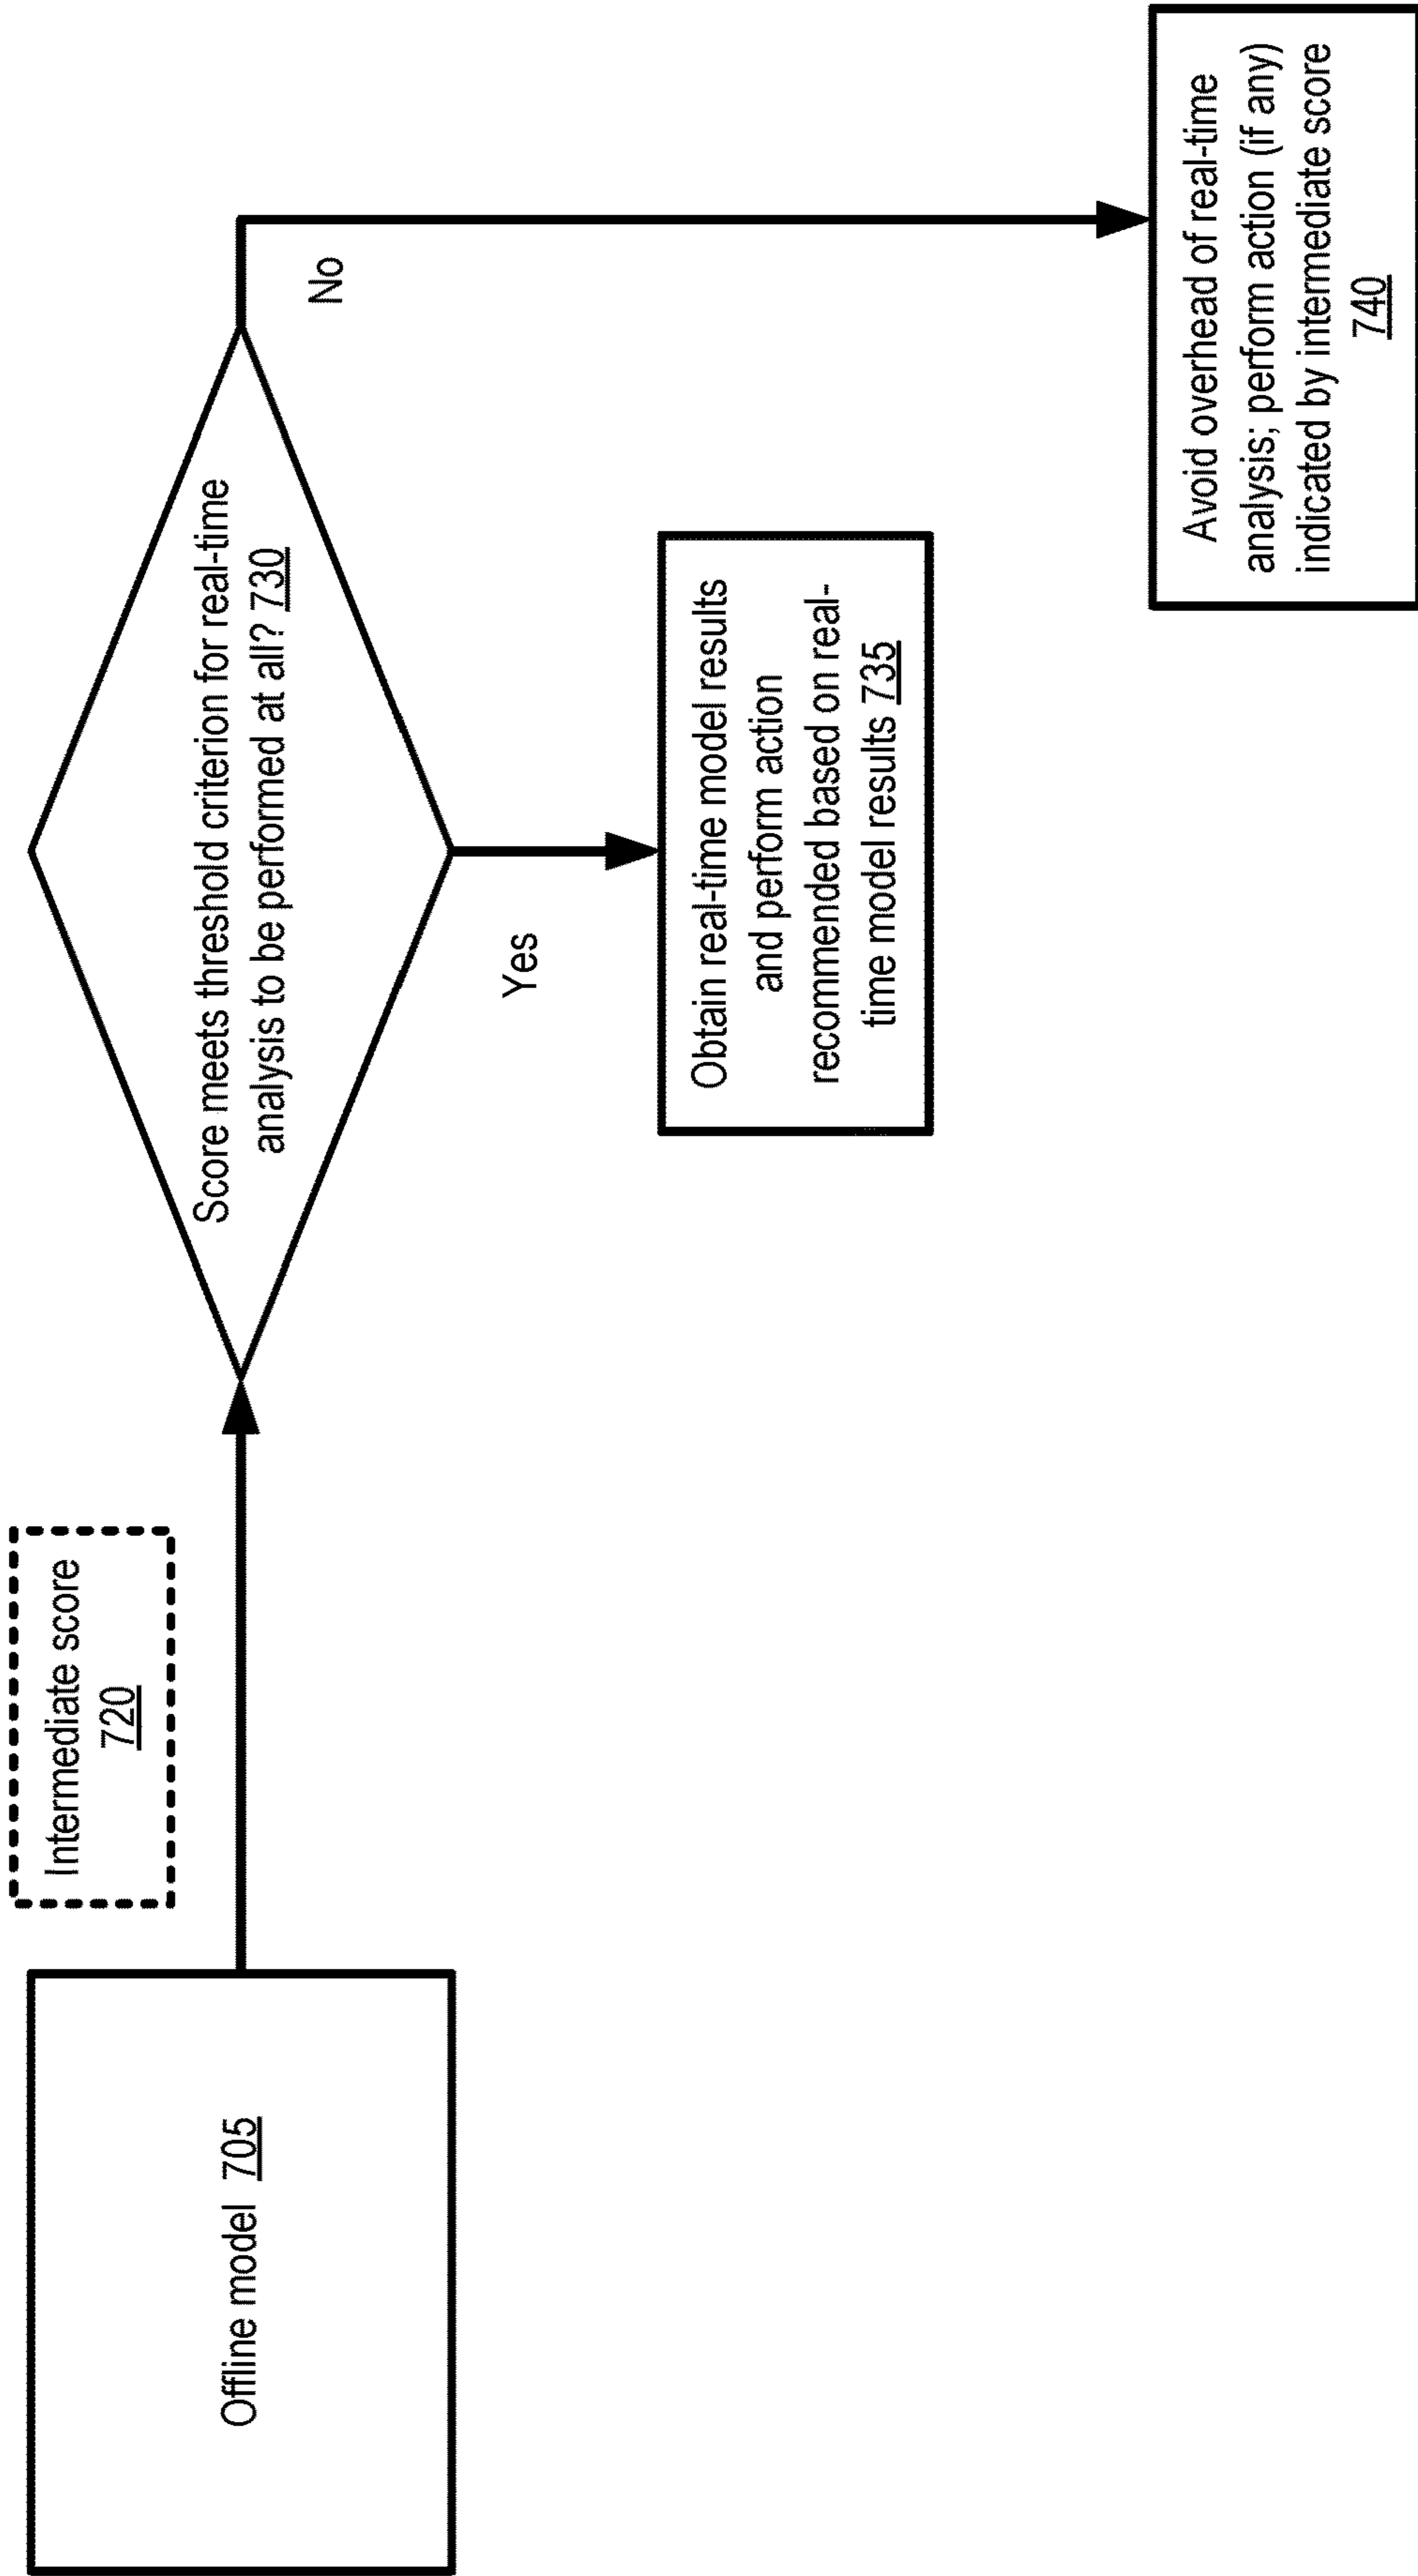 Offline model 705
Intermediate score
720
Score meets threshold criterion for real-time
analysis to be performed at all? 730
Yes
No
Obtain real-time model results
and perform action
recommended based on real-
time model results 735
Avoid overhead of real-time
analysis; perform action (if any)
indicated by intermediate score
740